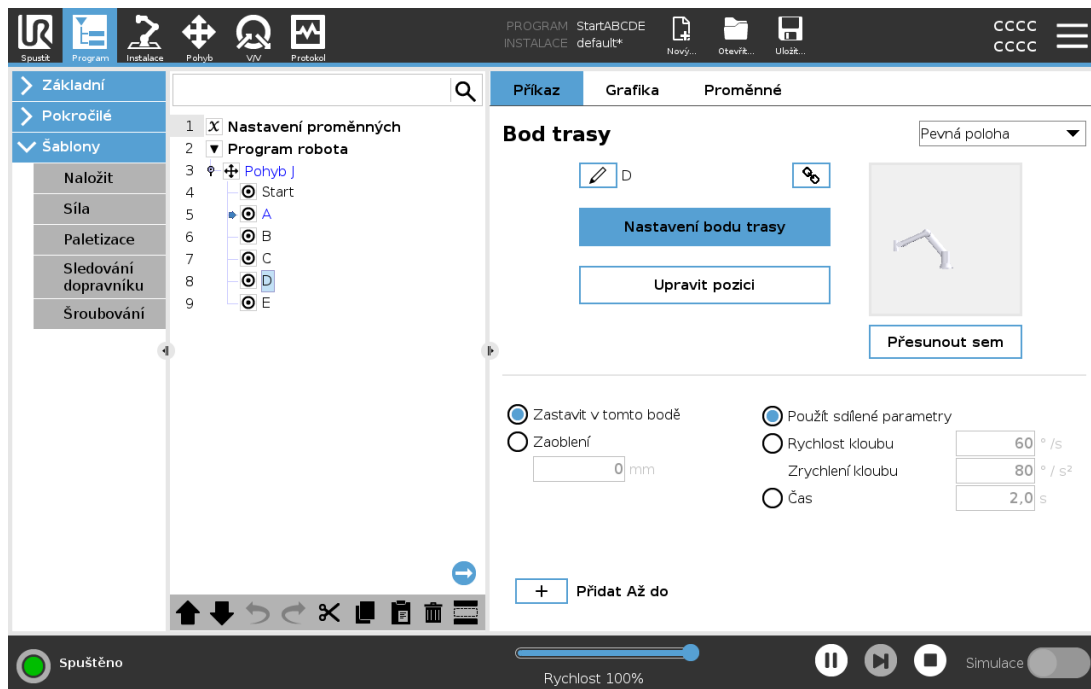 PROGRAM StartABCDE
INSTALACE default*
CCCC
CCCC
Spustit Program Instalace Pohyb V/V Protokol Nový... Otevřít... Uložit...
Základní
Pokročilé
Šablony
Naložit
Síla
Paletizace
Sledování
dopravníku
Šroubování
1 X Nastavení proměnných
2 Program robota
3 Pohyb J
4 Start
5 A
6 B
7 C
8 D
9 E
Příkaz Grafika Proměnné
Bod trasy
Pevná poloha
D
Nastavení bodu trasy
Upravit pozici
Přesunout sem
Zastavit v tomto bodě
Zaoblení
0 mm
Použít sdílené parametry
Rychlost kloubu 60 ° /s
Zrychlení kloubu 80 ° / s²
Čas 2,0 s
+ Přidat Až do
Spuštěno
Rychlost 100%
Simulace